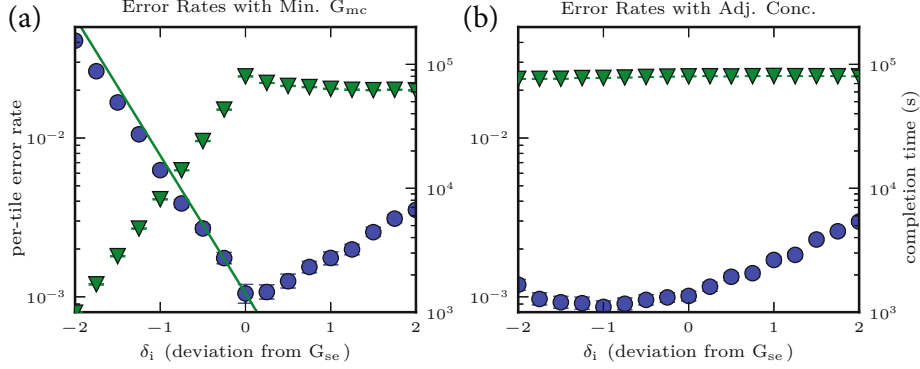 (a)
Error Rates with Min. G_mc
per-tile error rate
10^−2
10^−3
10^5
10^4
10^3
−2 −1 0 1 2
δ_i (deviation from G_se)
(b)
Error Rates with Adj. Conc.
10^−2
10^−3
10^5
10^4
10^3
completion time (s)
−2 −1 0 1 2
δ_i (deviation from G_se)